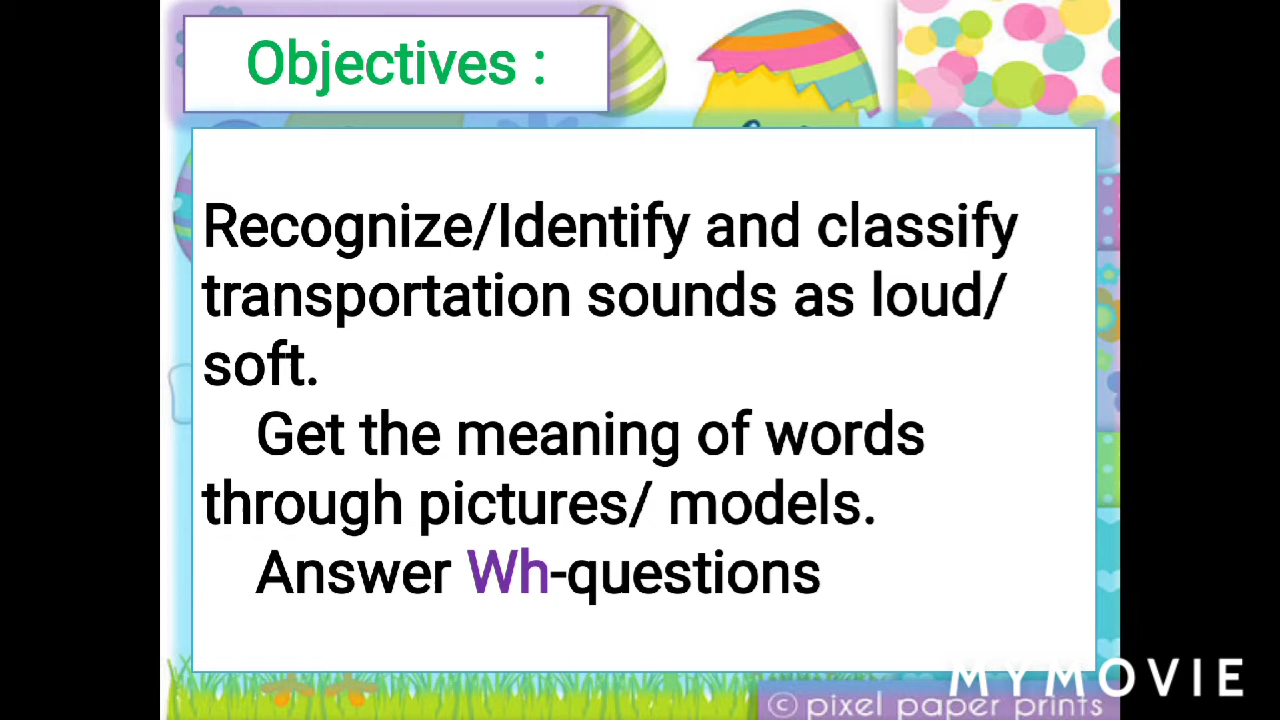 Objectives :
Recognize/Identify and classify
transportation sounds as loud/
soft.
Get the meaning of words
through pictures/ models.
Answer Wh-questions
MYMOVIE
© pixel paper prints